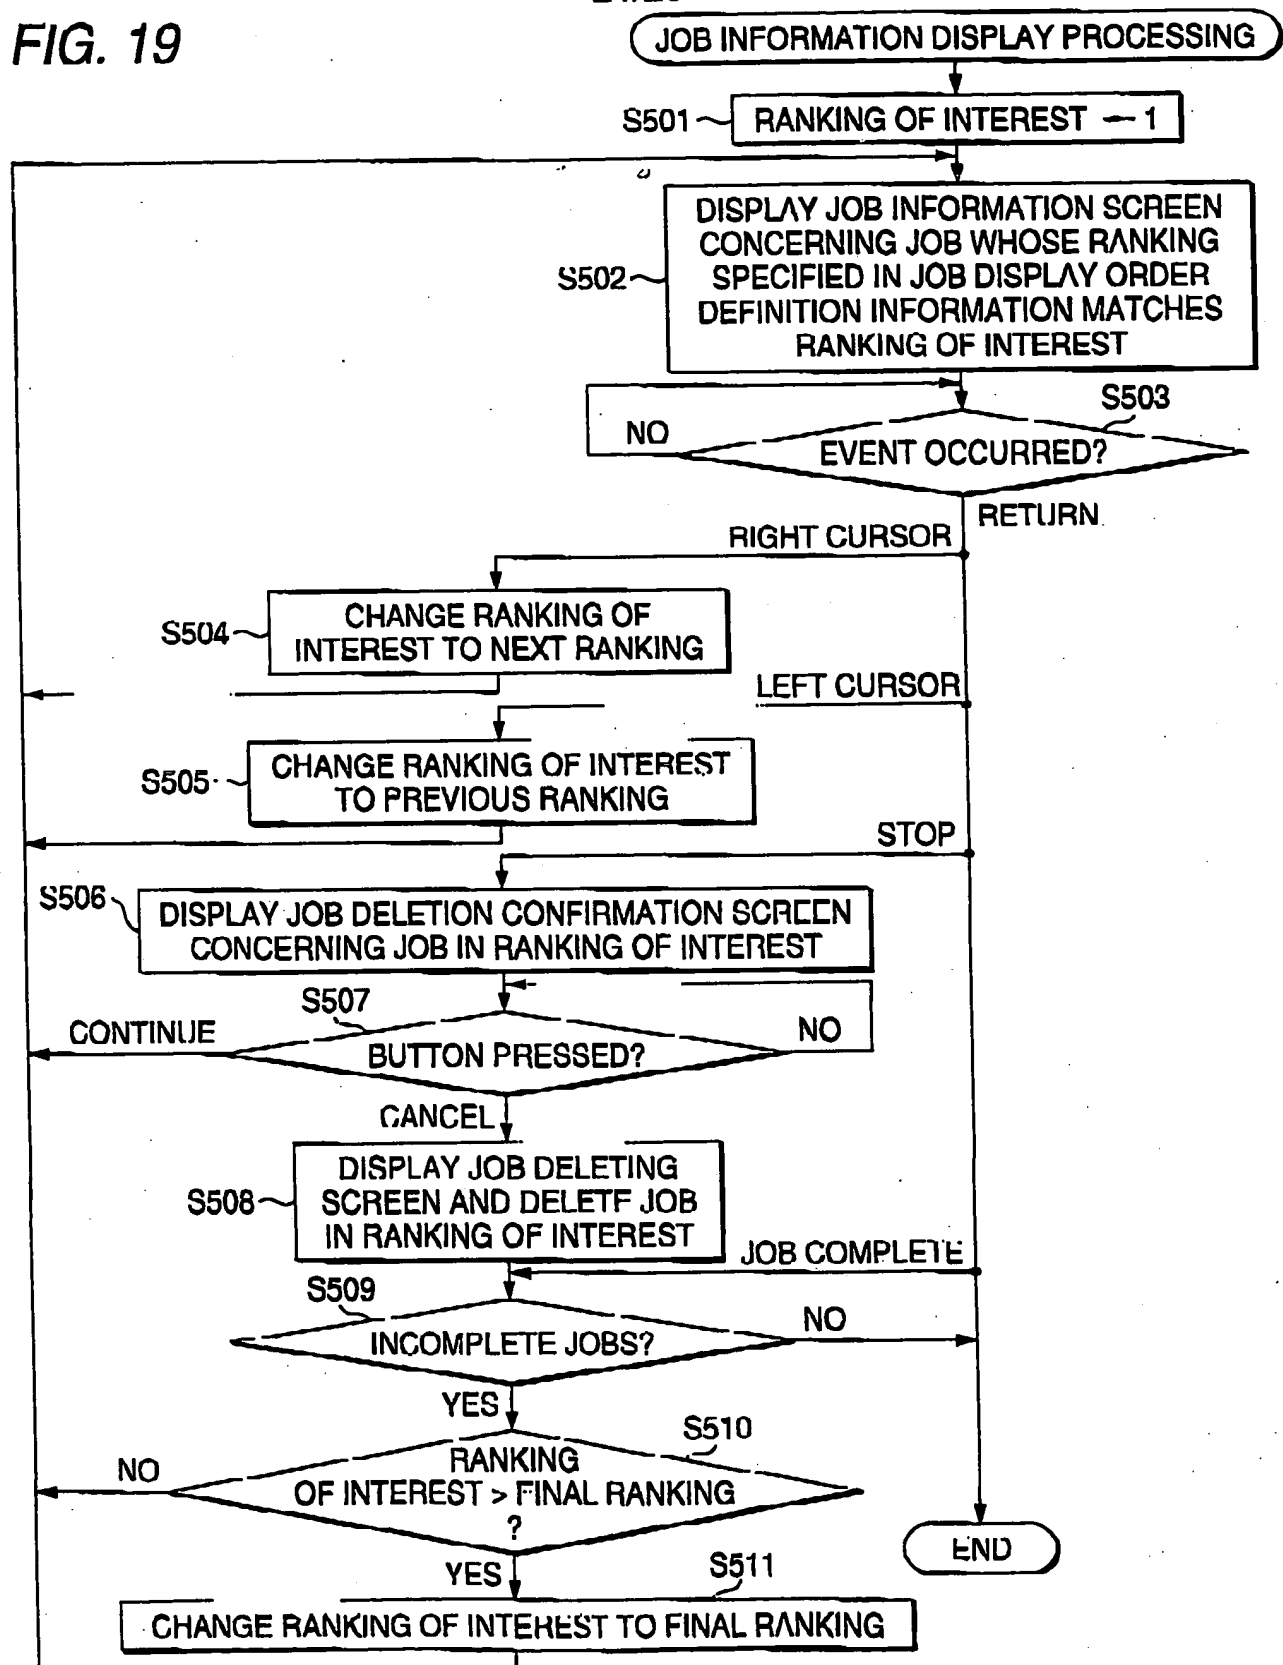 FIG. 19
JOB INFORMATION DISPLAY PROCESSING
S501
RANKING OF INTEREST ← 1
S502
DISPLAY JOB INFORMATION SCREEN
CONCERNING JOB WHOSE RANKING
SPECIFIED IN JOB DISPLAY ORDER
DEFINITION INFORMATION MATCHES
RANKING OF INTEREST
S503
NO
EVENT OCCURRED?
RETURN
RIGHT CURSOR
S504
CHANGE RANKING OF
INTEREST TO NEXT RANKING
LEFT CURSOR
S505
CHANGE RANKING OF INTEREST
TO PREVIOUS RANKING
STOP
S506
DISPLAY JOB DELETION CONFIRMATION SCREEN
CONCERNING JOB IN RANKING OF INTEREST
S507
CONTINUE
BUTTON PRESSED?
NO
CANCEL
S508
DISPLAY JOB DELETING
SCREEN AND DELETE JOB
IN RANKING OF INTEREST
JOB COMPLETE
S509
INCOMPLETE JOBS?
NO
YES
S510
NO
RANKING
OF INTEREST > FINAL RANKING
?
END
YES
S511
CHANGE RANKING OF INTEREST TO FINAL RANKING